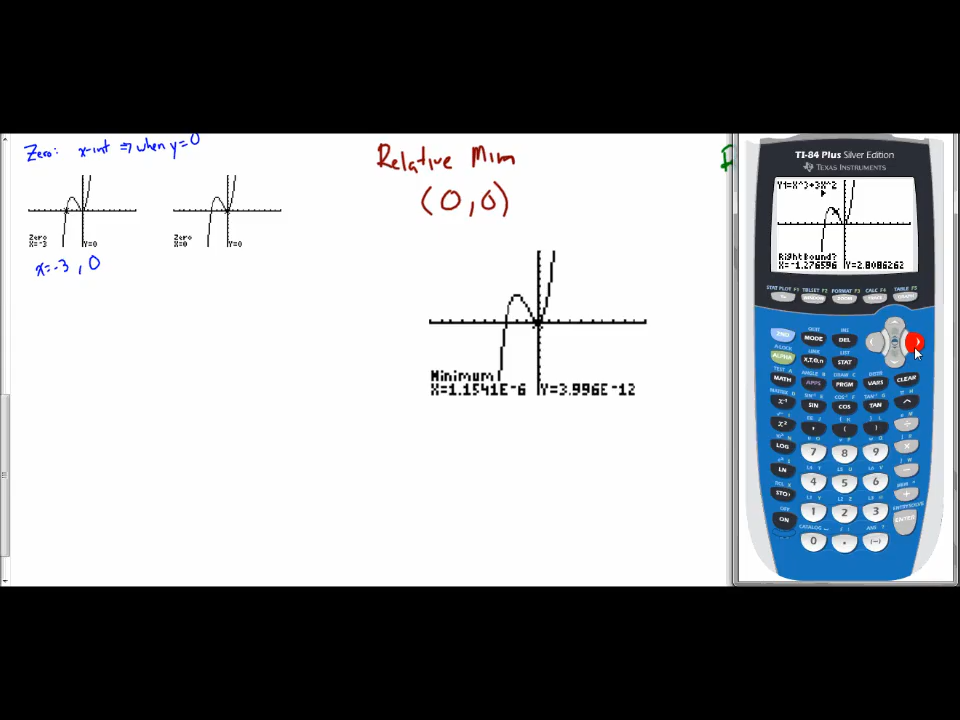 Zero: x-int ⇒ when y=0
Zero
X=-3 Y=0
Zero
X=0 Y=0
x=-3, 0
Relative Mim
(0,0)
Minimum
X=1.1541E-6 Y=3.996E-12
TI-84 Plus Silver Edition
TEXAS INSTRUMENTS
Y1=X^3+3X^2
RightBound?
X=-1.276596 Y=2.8086262
STAT PLOT F1 TBLSET F2 FORMAT F3 CALC F4 TABLE F5
Y= WINDOW ZOOM TRACE GRAPH
QUIT INS
2ND MODE DEL
A-LOCK LINK LIST
ALPHA X,T,Θ,n STAT
TEST A ANGLE B DRAW C DISTR
MATH APPS PRGM VARS CLEAR
X-1 SIN COS TAN ^
X2 , ( ) ÷
LOG 7 8 9 ×
LN 4 5 6 −
STO› 1 2 3 +
ON 0 . (−) ENTER